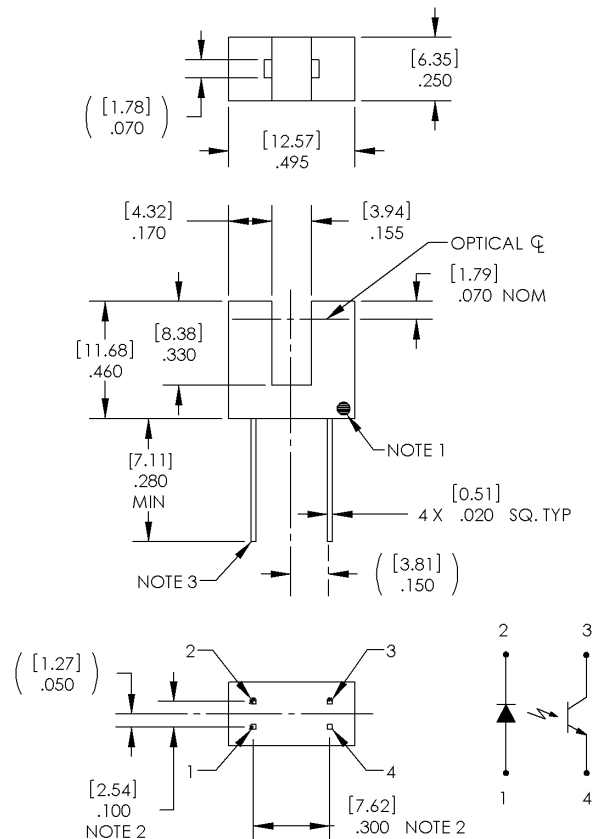 [6.35]
.250
( [1.78] )
.070
[12.57]
.495
[4.32]
.170
[3.94]
.155
OPTICAL ℄
[1.79]
.070 NOM
[8.38]
.330
[11.68]
.460
NOTE 1
[7.11]
.280
MIN
[0.51]
4 X .020 SQ. TYP
NOTE 3
( [3.81] )
.150
( [1.27] )
.050
2
3
1
4
[2.54]
.100
NOTE 2
[7.62]
.300 NOTE 2
2
3
1
4